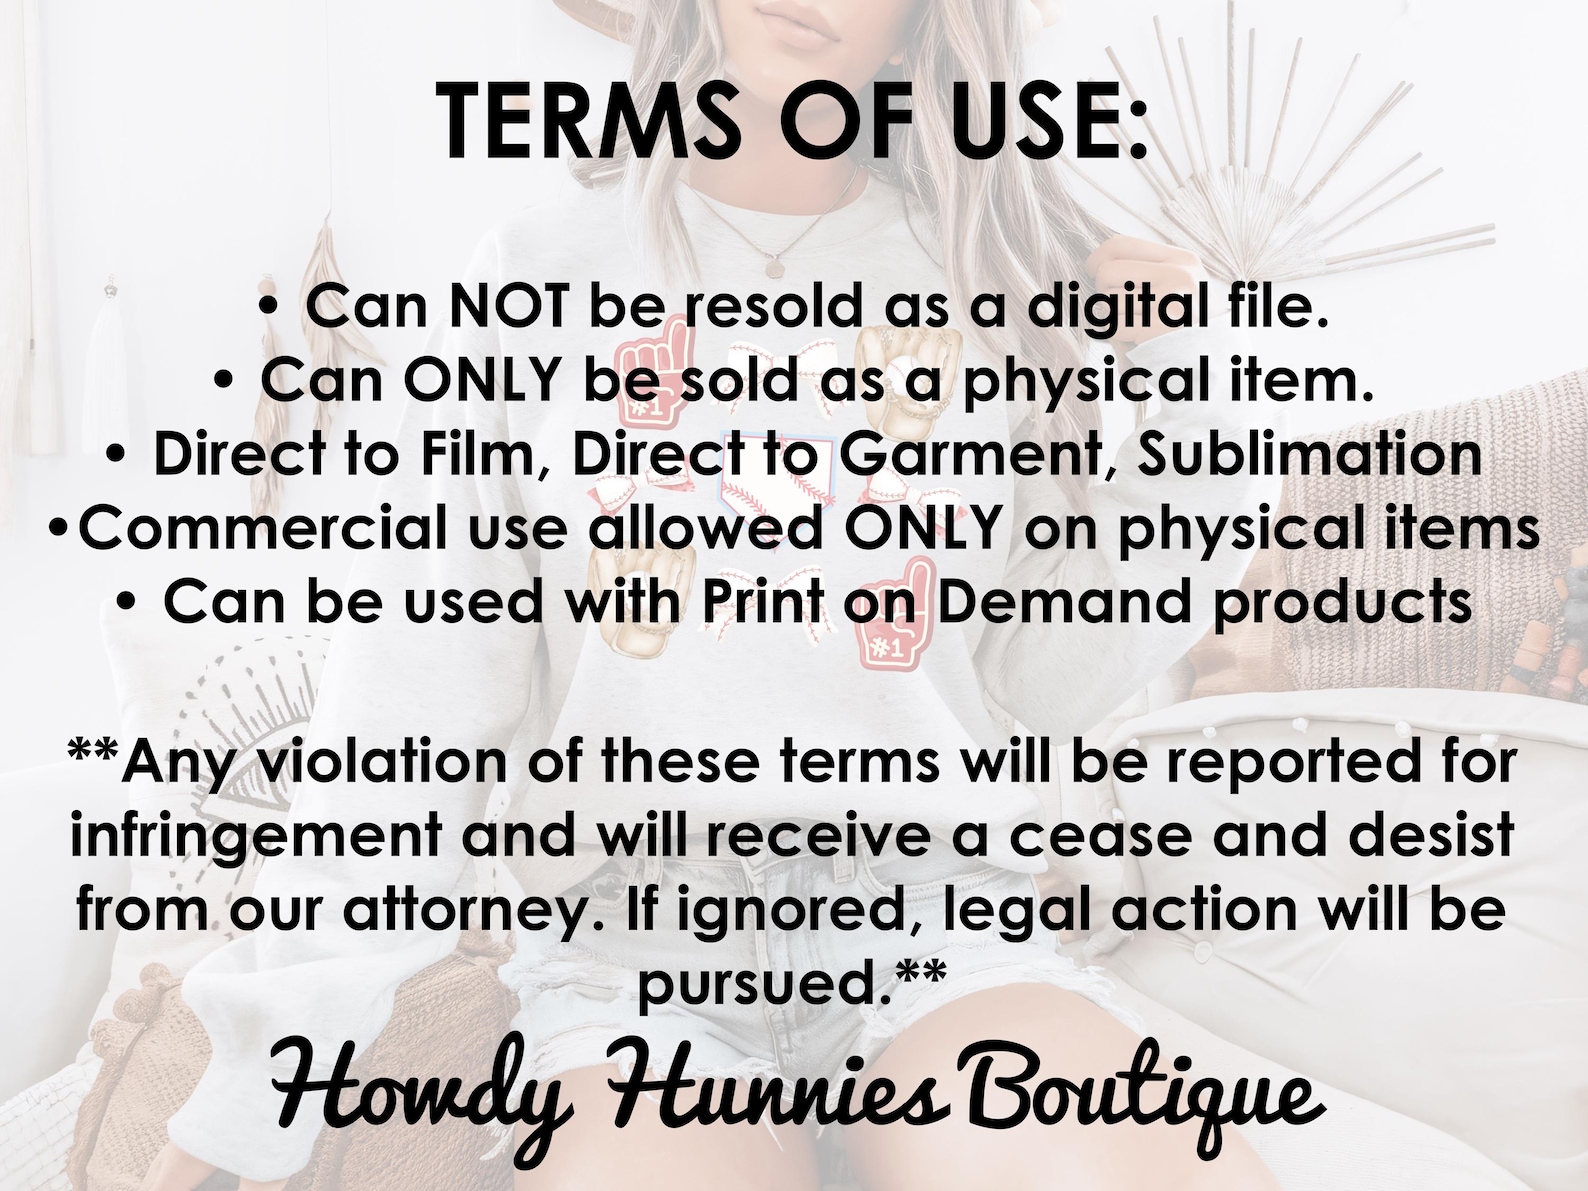 TERMS OF USE:
• Can NOT be resold as a digital file.
• Can ONLY be sold as a physical item.
• Direct to Film, Direct to Garment, Sublimation
•Commercial use allowed ONLY on physical items
• Can be used with Print on Demand products
#1
#1
**Any violation of these terms will be reported for
infringement and will receive a cease and desist
from our attorney. If ignored, legal action will be
pursued.**
Howdy Hunnies Boutique